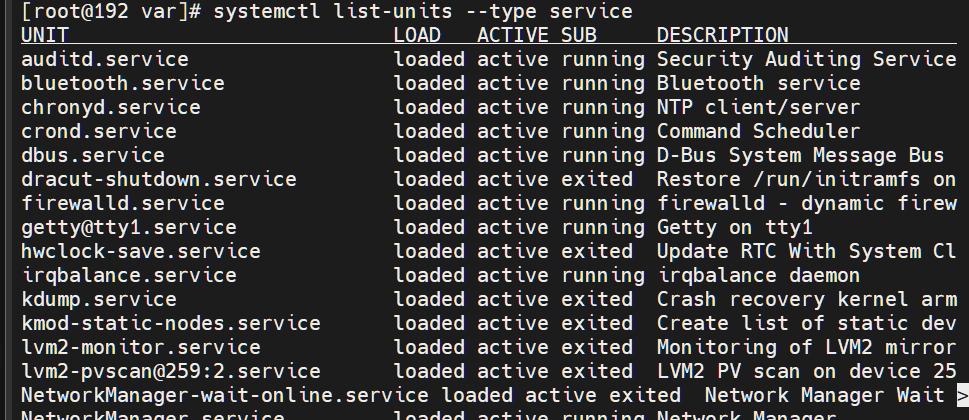 [root@192 var]# systemctl list-units --type service
UNIT LOAD ACTIVE SUB DESCRIPTION
auditd.service loaded active running Security Auditing Service
bluetooth.service loaded active running Bluetooth service
chronyd.service loaded active running NTP client/server
crond.service loaded active running Command Scheduler
dbus.service loaded active running D-Bus System Message Bus
dracut-shutdown.service loaded active exited Restore /run/initramfs on
firewalld.service loaded active running firewalld - dynamic firew
getty@tty1.service loaded active running Getty on tty1
hwclock-save.service loaded active exited Update RTC With System Cl
irqbalance.service loaded active running irqbalance daemon
kdump.service loaded active exited Crash recovery kernel arm
kmod-static-nodes.service loaded active exited Create list of static dev
lvm2-monitor.service loaded active exited Monitoring of LVM2 mirror
lvm2-pvscan@259:2.service loaded active exited LVM2 PV scan on device 25
NetworkManager-wait-online.service loaded active exited Network Manager Wait >
NetworkManager.service loaded active running Network Manager